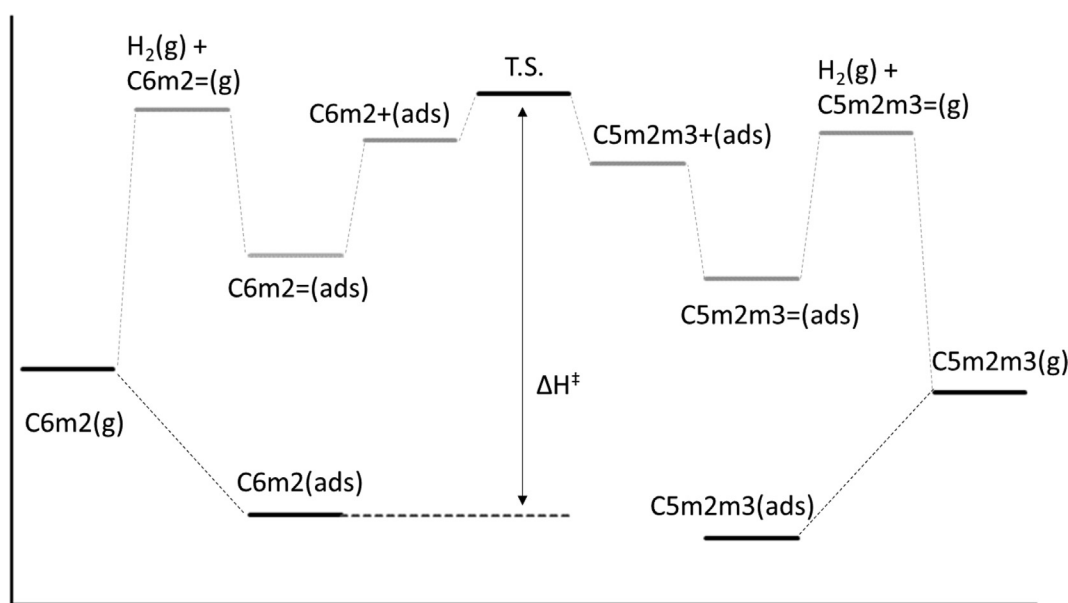 H₂(g) +
C6m2=(g)
C6m2+(ads)
T.S.
C5m2m3+(ads)
H₂(g) +
C5m2m3=(g)
C6m2=(ads)
C5m2m3=(ads)
C6m2(g)
ΔH‡
C5m2m3(g)
C6m2(ads)
C5m2m3(ads)